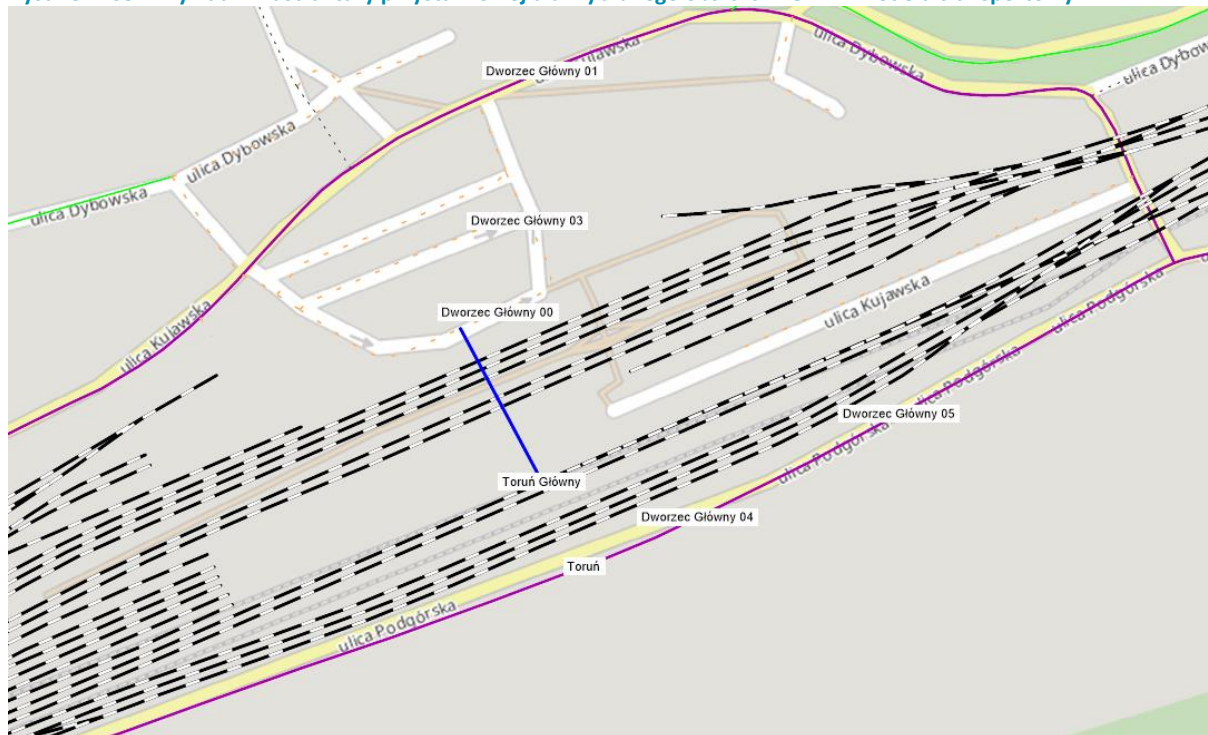 Dworzec Główny 01
ulica Dybowska
ulica Dybowska
ulica Dybowska
Dworzec Główny 03
Dworzec Główny 00
ulica Kujawska
ulica Kujawska
ulica Podgórska
ulica Podgórska
Dworzec Główny 05
ulica Podgórska
Toruń Główny
Dworzec Główny 04
Toruń
ulica Podgórska